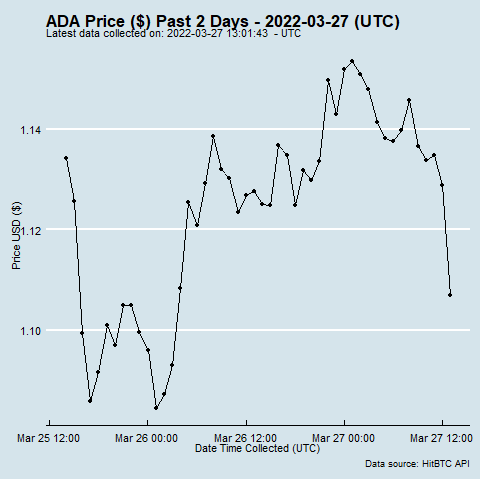 ADA Price ($) Past 2 Days - 2022-03-27 (UTC)
Latest data collected on: 2022-03-27 13:01:43 - UTC
1.14
1.12
1.10
Price USD ($)
Mar 25 12:00 Mar 26 00:00 Mar 26 12:00 Mar 27 00:00 Mar 27 12:00
Date Time Collected (UTC)
Data source: HitBTC API